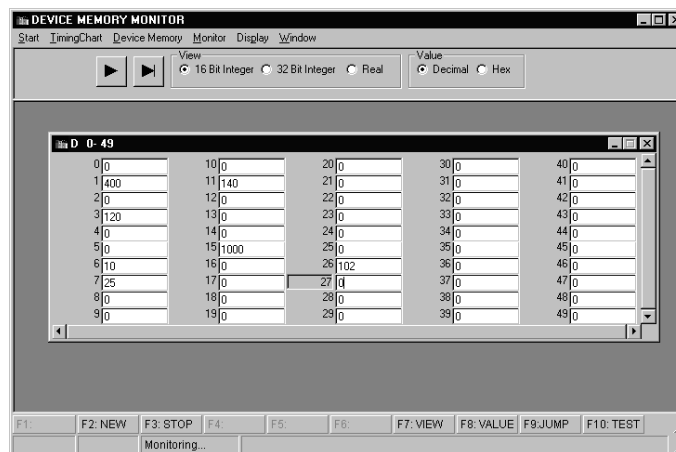 DEVICE MEMORY MONITOR
Start TimingChart Device Memory Monitor Display Window
View
16 Bit Integer 32 Bit Integer Real
Value
Decimal Hex
D 0-49
0 0 10 0 20 0 30 0 40 0
1 400 11 140 21 0 31 0 41 0
2 0 12 0 22 0 32 0 42 0
3 120 13 0 23 0 33 0 43 0
4 0 14 0 24 0 34 0 44 0
5 0 15 1000 25 0 35 0 45 0
6 10 16 0 26 102 36 0 46 0
7 25 17 0 27 0 37 0 47 0
8 0 18 0 28 0 38 0 48 0
9 0 19 0 29 0 39 0 49 0
F1: F2: NEW F3: STOP F4: F5: F6: F7: VIEW F8: VALUE F9:JUMP F10: TEST
Monitoring...